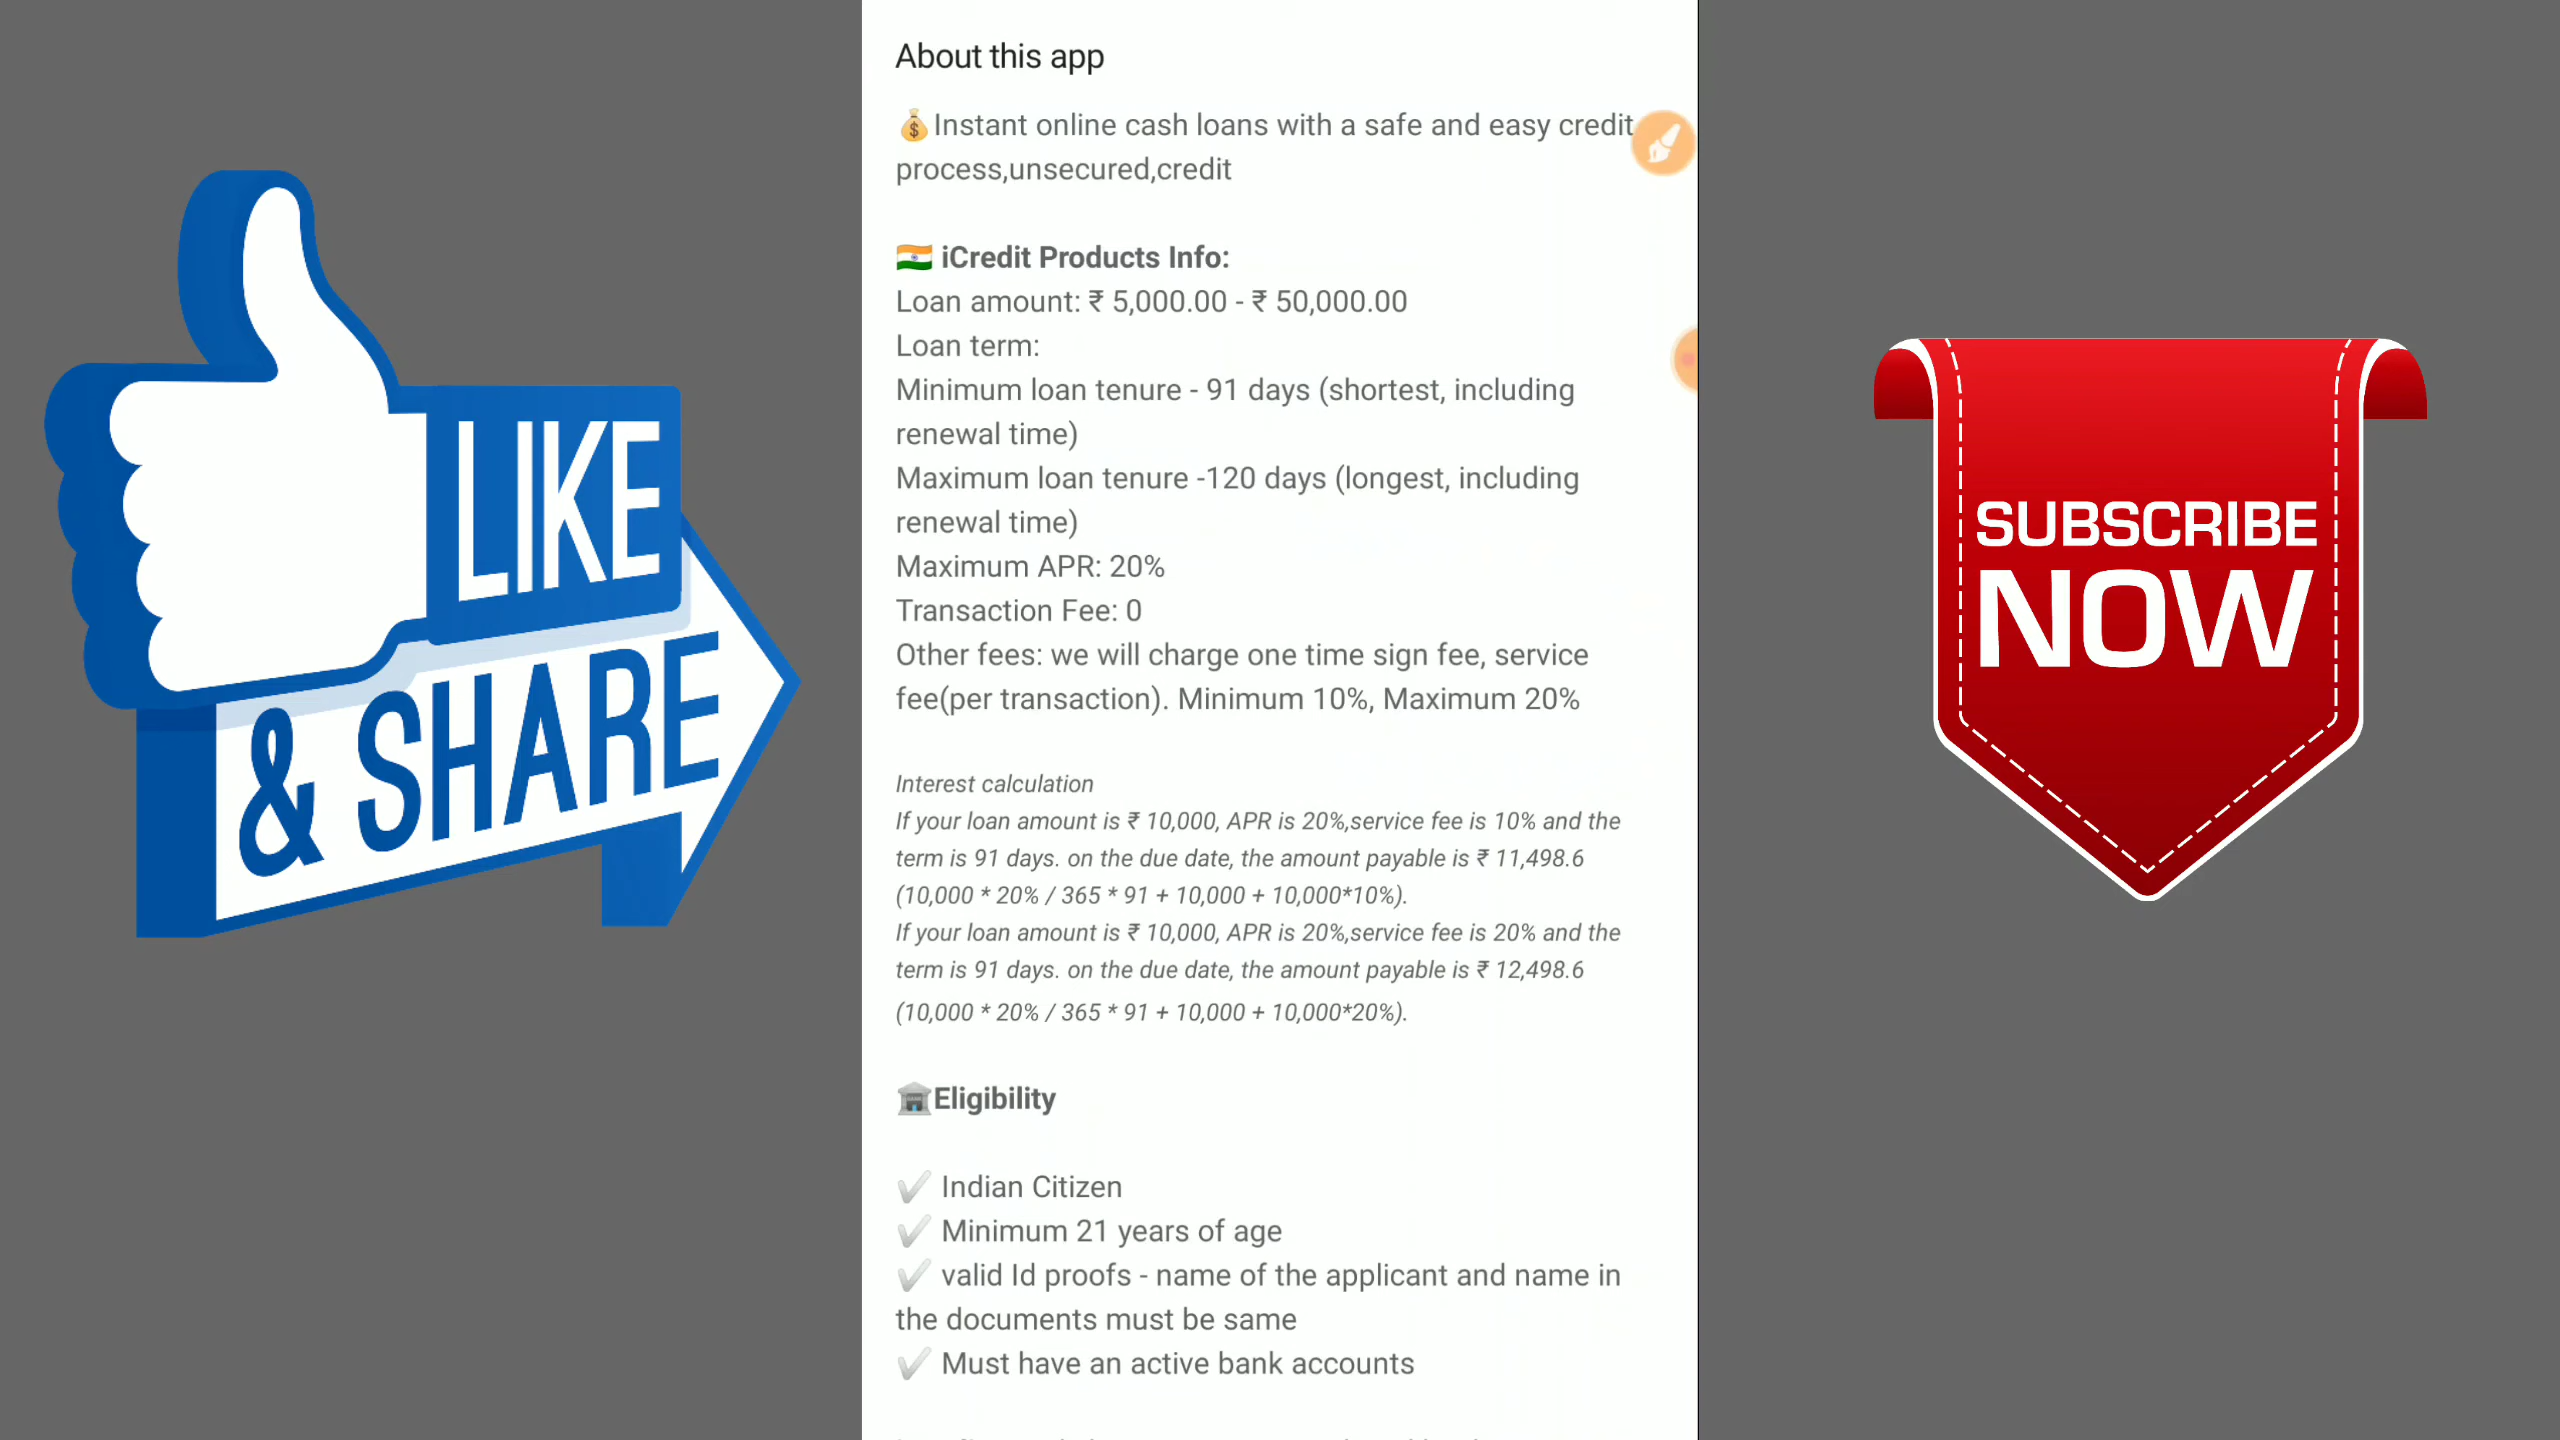 LIKE
& SHARE
About this app
💰Instant online cash loans with a safe and easy credit
process,unsecured,credit
🇮🇳 iCredit Products Info:
Loan amount: ₹ 5,000.00 - ₹ 50,000.00
Loan term:
Minimum loan tenure - 91 days (shortest, including
renewal time)
Maximum loan tenure -120 days (longest, including
renewal time)
Maximum APR: 20%
Transaction Fee: 0
Other fees: we will charge one time sign fee, service
fee(per transaction). Minimum 10%, Maximum 20%
Interest calculation
If your loan amount is ₹ 10,000, APR is 20%,service fee is 10% and the
term is 91 days. on the due date, the amount payable is ₹ 11,498.6
(10,000 * 20% / 365 * 91 + 10,000 + 10,000*10%).
If your loan amount is ₹ 10,000, APR is 20%,service fee is 20% and the
term is 91 days. on the due date, the amount payable is ₹ 12,498.6
(10,000 * 20% / 365 * 91 + 10,000 + 10,000*20%).
🏦Eligibility
✔ Indian Citizen
✔ Minimum 21 years of age
✔ valid Id proofs - name of the applicant and name in
the documents must be same
✔ Must have an active bank accounts
SUBSCRIBE
NOW